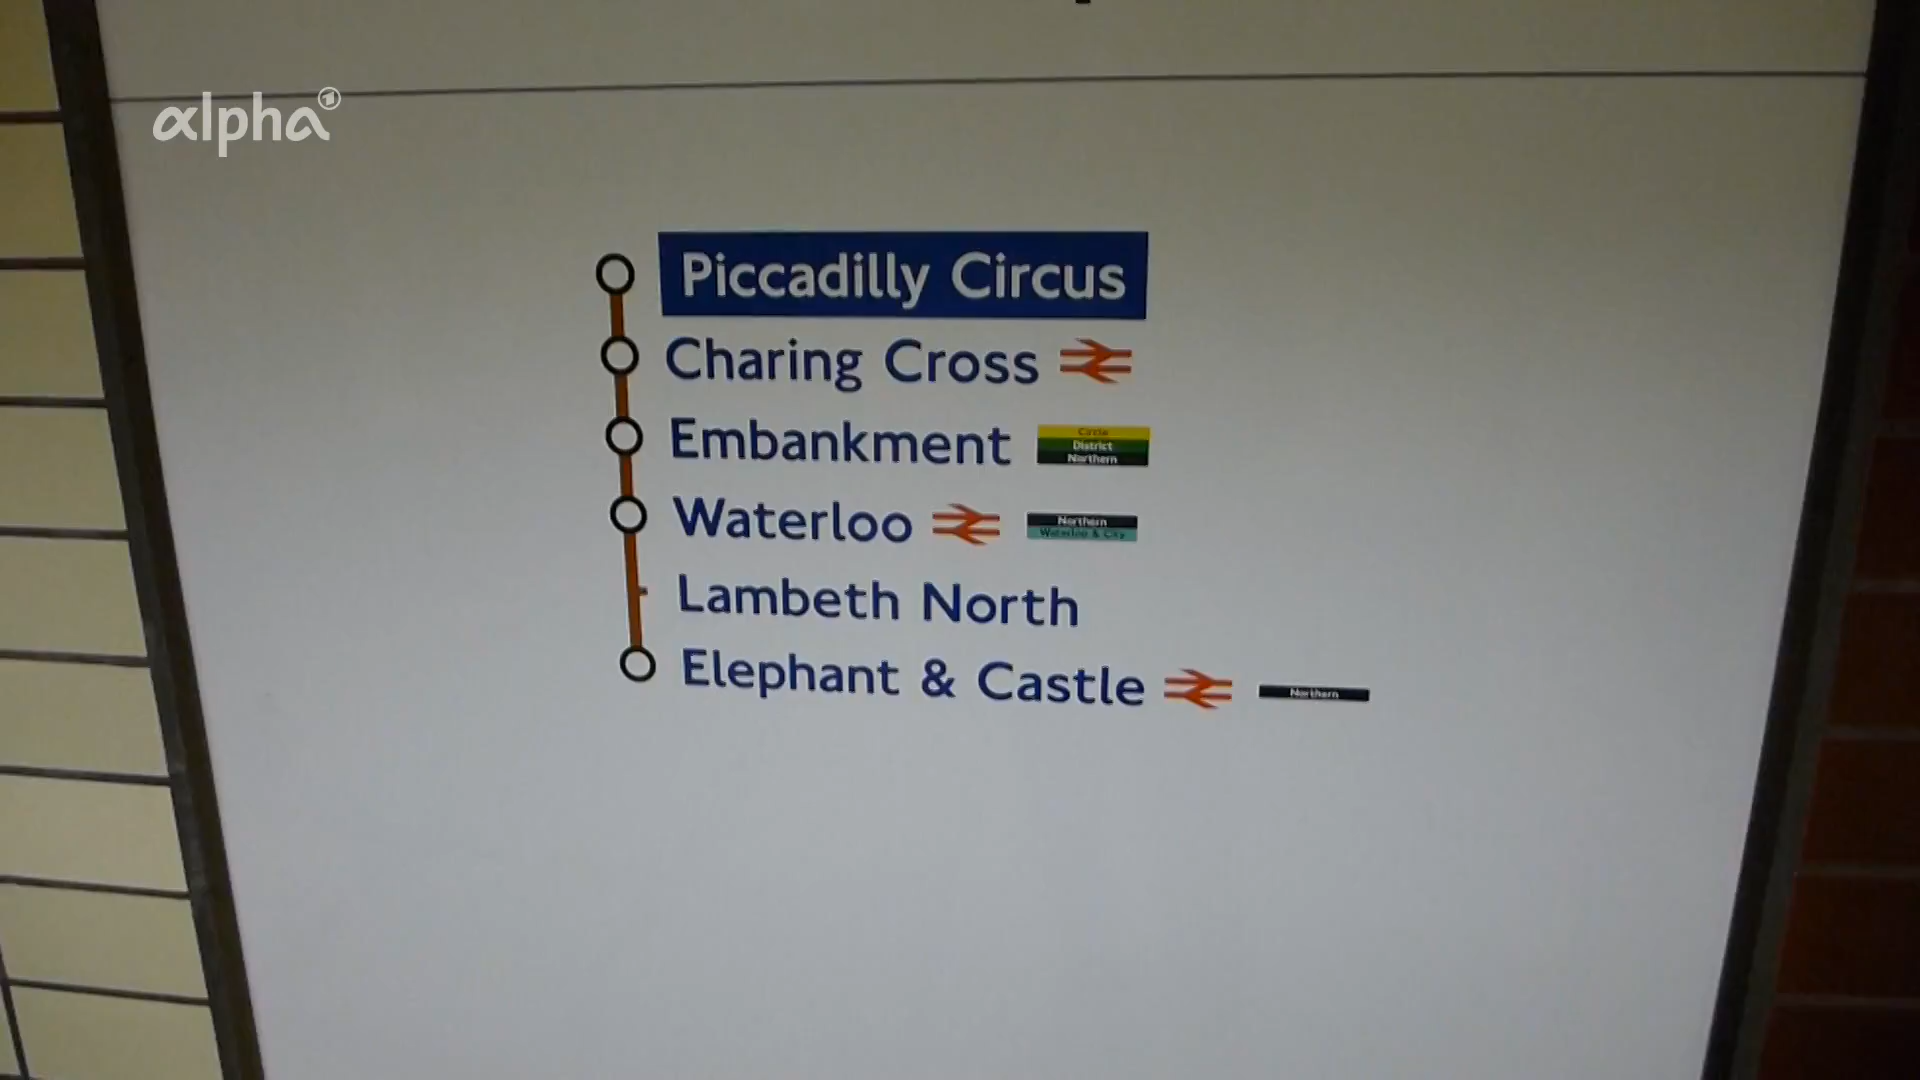 alpha
Piccadilly Circus
Charing Cross
Embankment
Circle
District
Northern
Waterloo
Northern
Waterloo & City
Lambeth North
Elephant & Castle
Northern